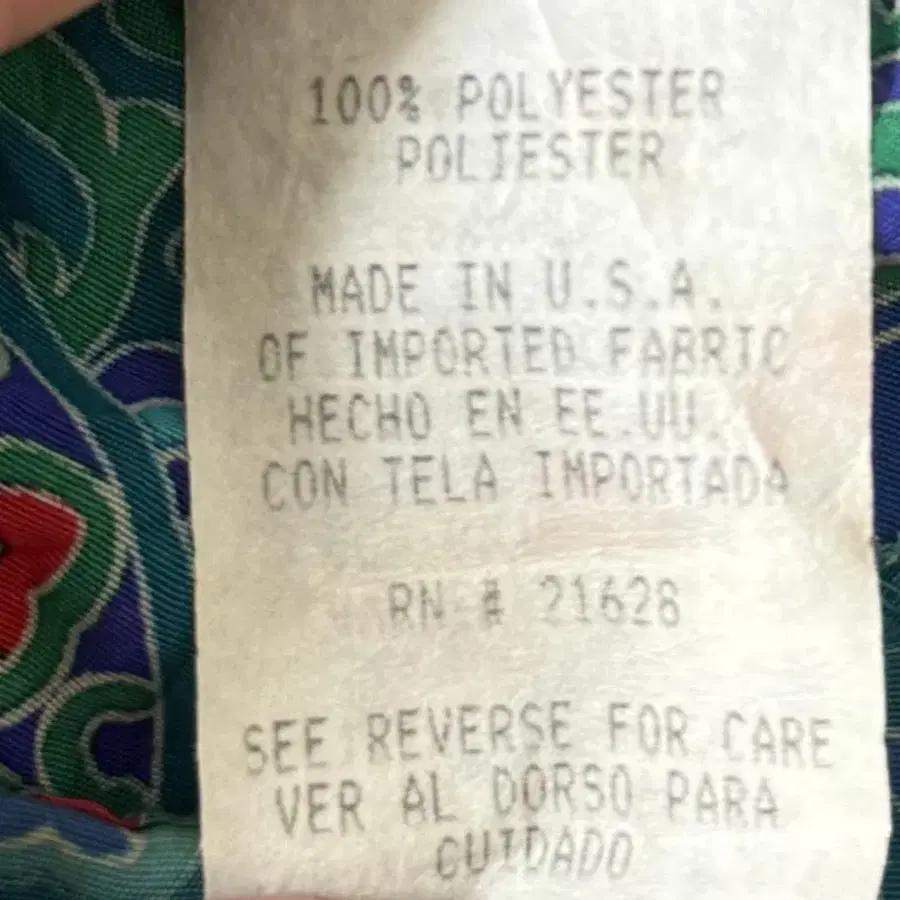 100% POLYESTER
POLIESTER
MADE IN U.S.A.
OF IMPORTED FABRIC
HECHO EN EE.UU.
CON TELA IMPORTADA
RN # 21628
SEE REVERSE FOR CARE
VER AL DORSO PARA
CUIDADO